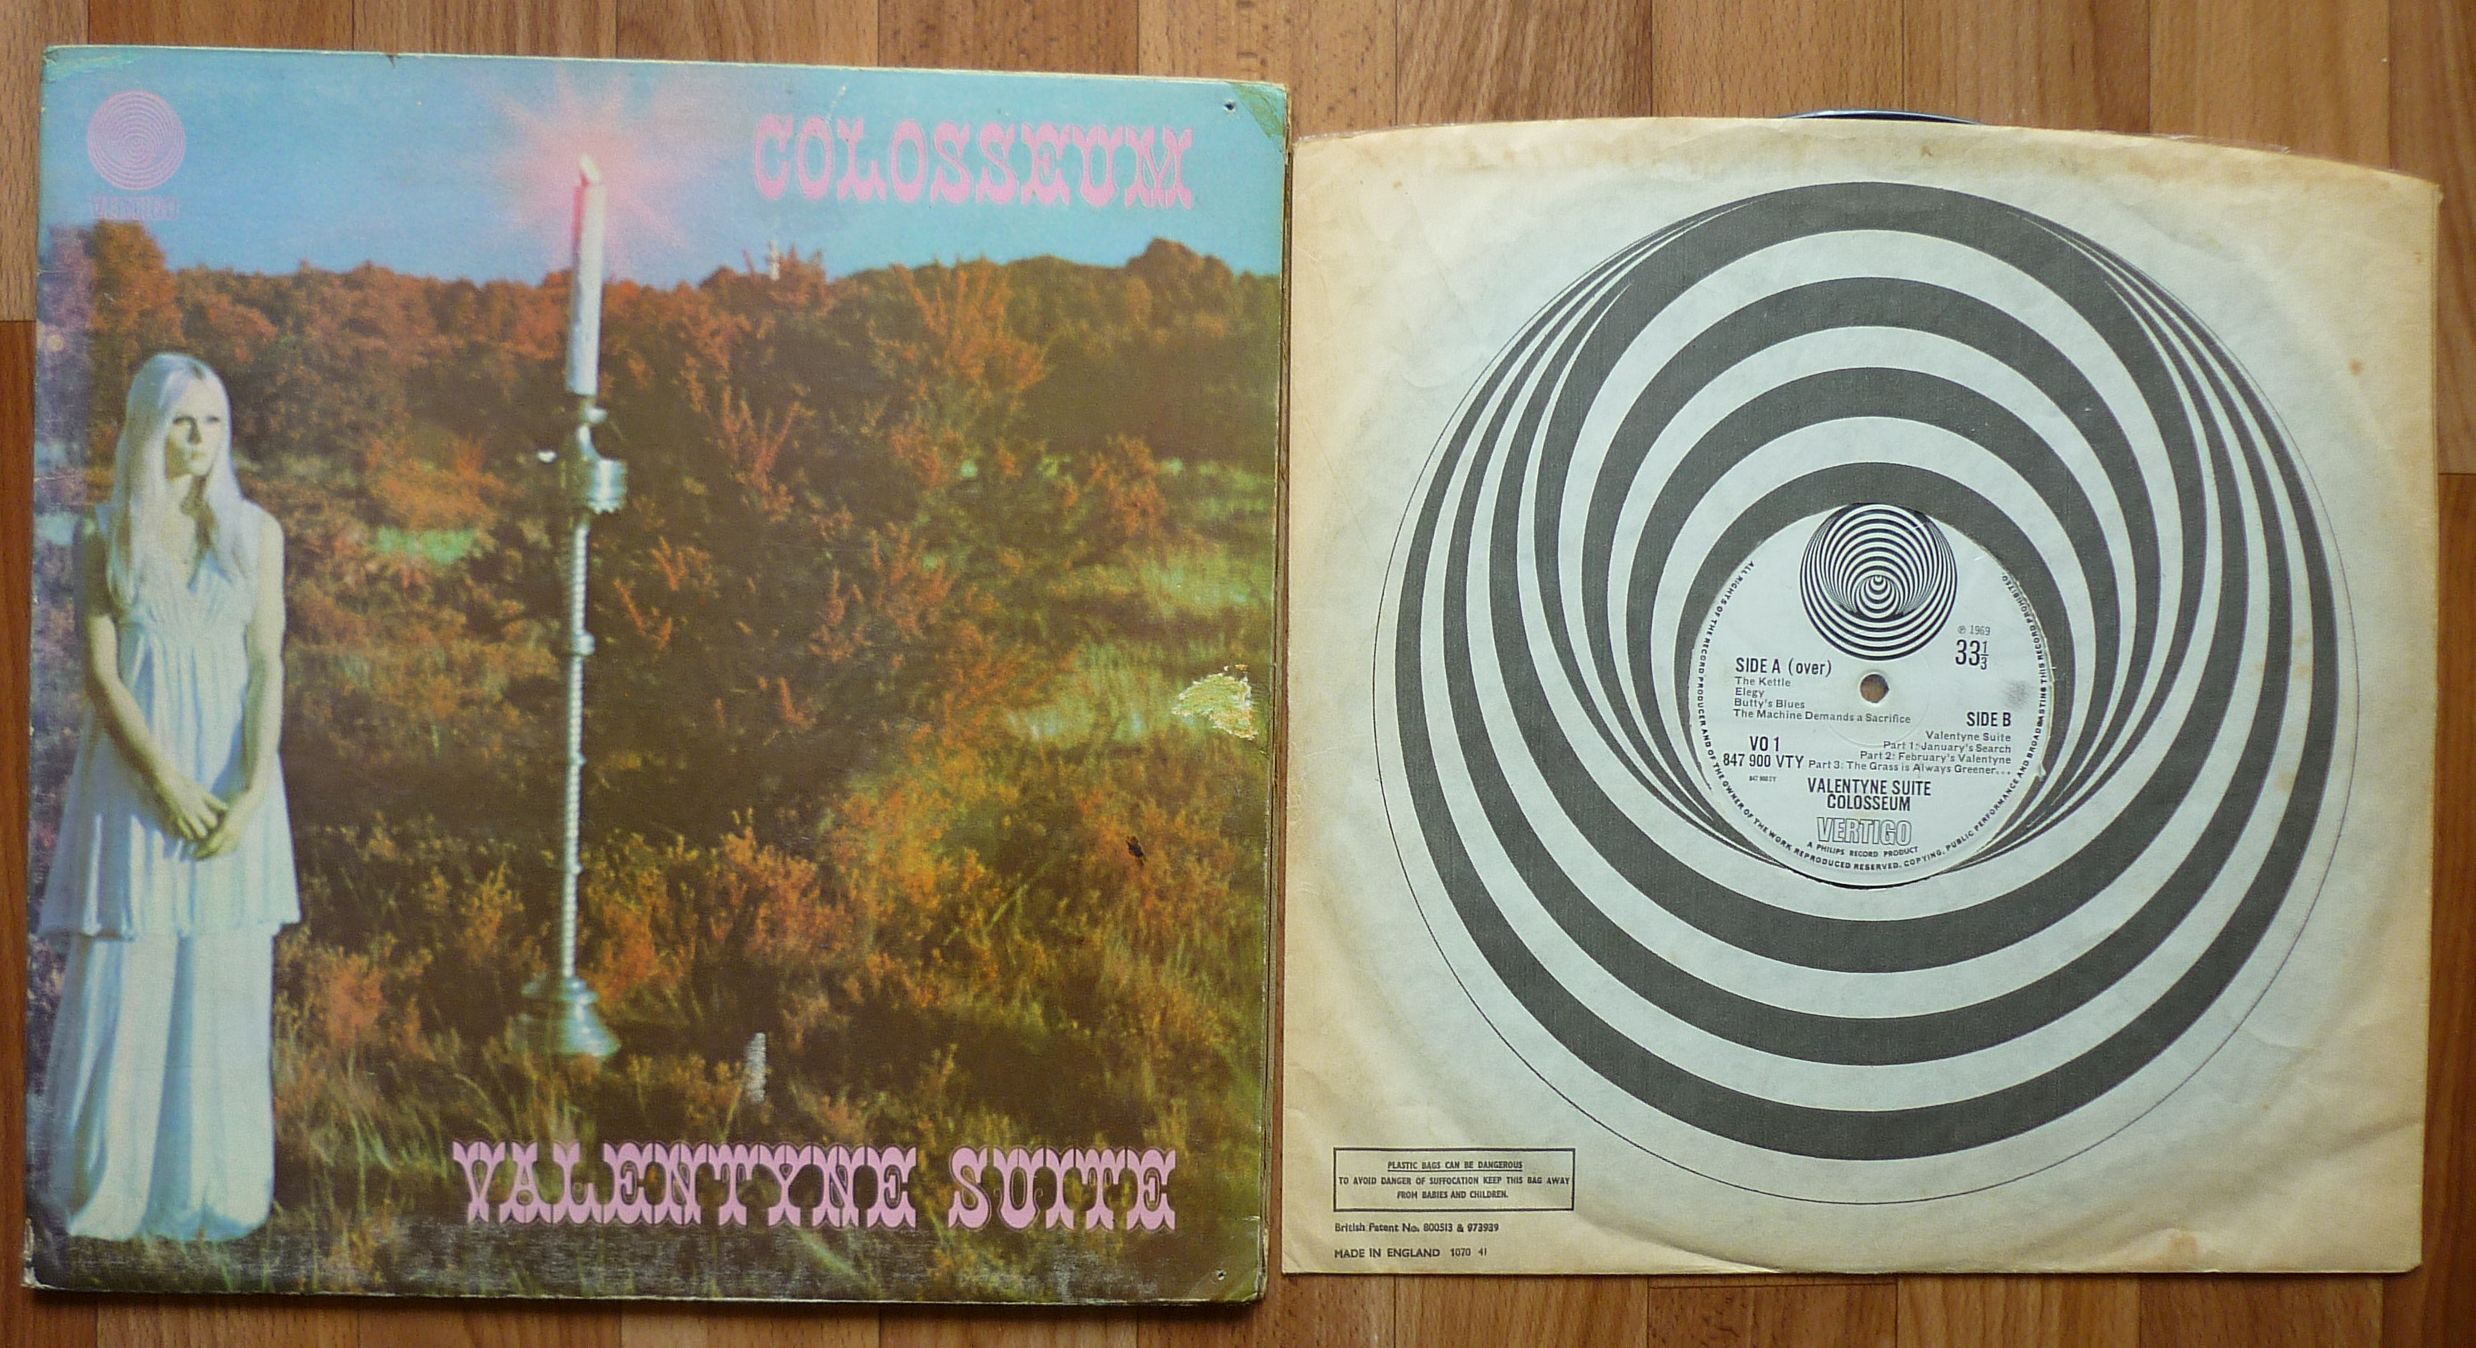 VERTIGO
COLOSSEUM
VALENTYNE SUITE
ALL RIGHTS OF THE RECORD PRODUCER AND OF THE OWNER OF THE WORK REPRODUCED RESERVED. COPYING, PUBLIC PERFORMANCE AND BROADCASTING THIS RECORD PROHIBITED.
℗ 1969
33 1/3
SIDE A (over)
The Kettle
Elegy
Butty's Blues
The Machine Demands a Sacrifice
SIDE B
Valentyne Suite
Part 1: January's Search
Part 2: February's Valentyne
Part 3: The Grass is Always Greener...
VO 1
847 900 VTY
VALENTYNE SUITE
COLOSSEUM
VERTIGO
A PHILIPS RECORD PRODUCT
PLASTIC BAGS CAN BE DANGEROUS
TO AVOID DANGER OF SUFFOCATION KEEP THIS BAG AWAY
FROM BABIES AND CHILDREN.
British Patent No. 800513 & 973939
MADE IN ENGLAND 1070 41